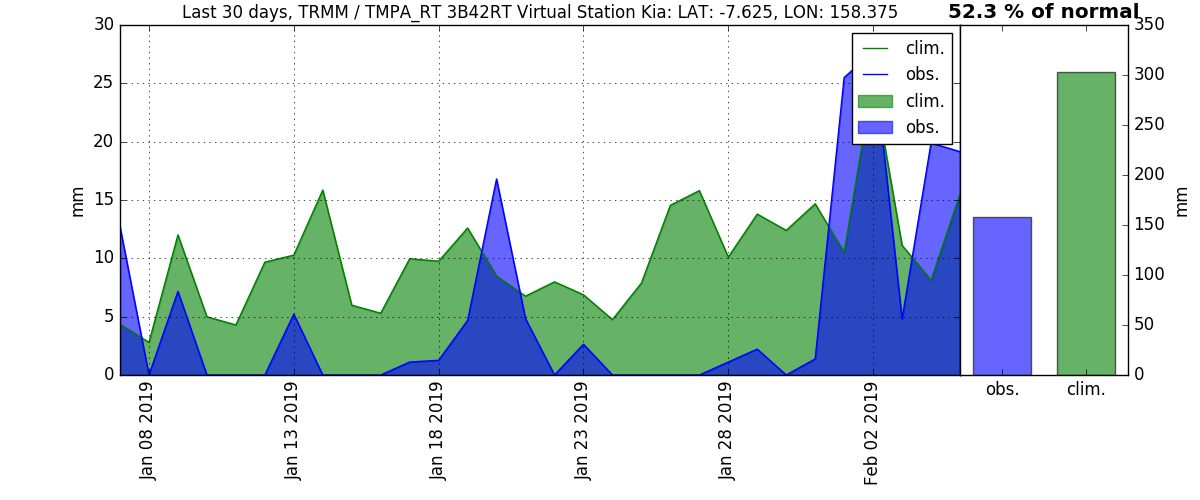 Last 30 days, TRMM / TMPA_RT 3B42RT Virtual Station Kia: LAT: -7.625, LON: 158.375
52.3 % of normal
30
25
20
15
10
5
0
mm
clim.
obs.
clim.
obs.
Jan 08 2019
Jan 13 2019
Jan 18 2019
Jan 23 2019
Jan 28 2019
Feb 02 2019
350
300
250
200
150
100
50
0
mm
obs.
clim.